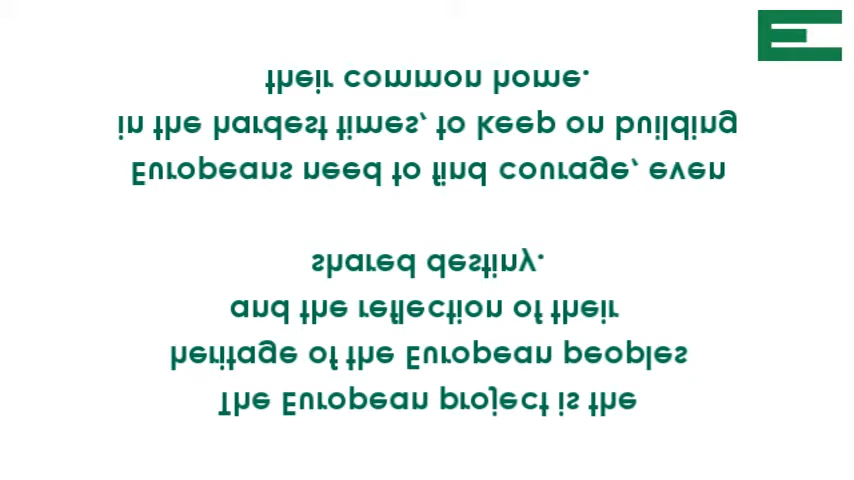 The European project is the
heritage of the European peoples
and the reflection of their
shared destiny.
Europeans need to find courage, even
in the hardest times, to keep on building
their common home.